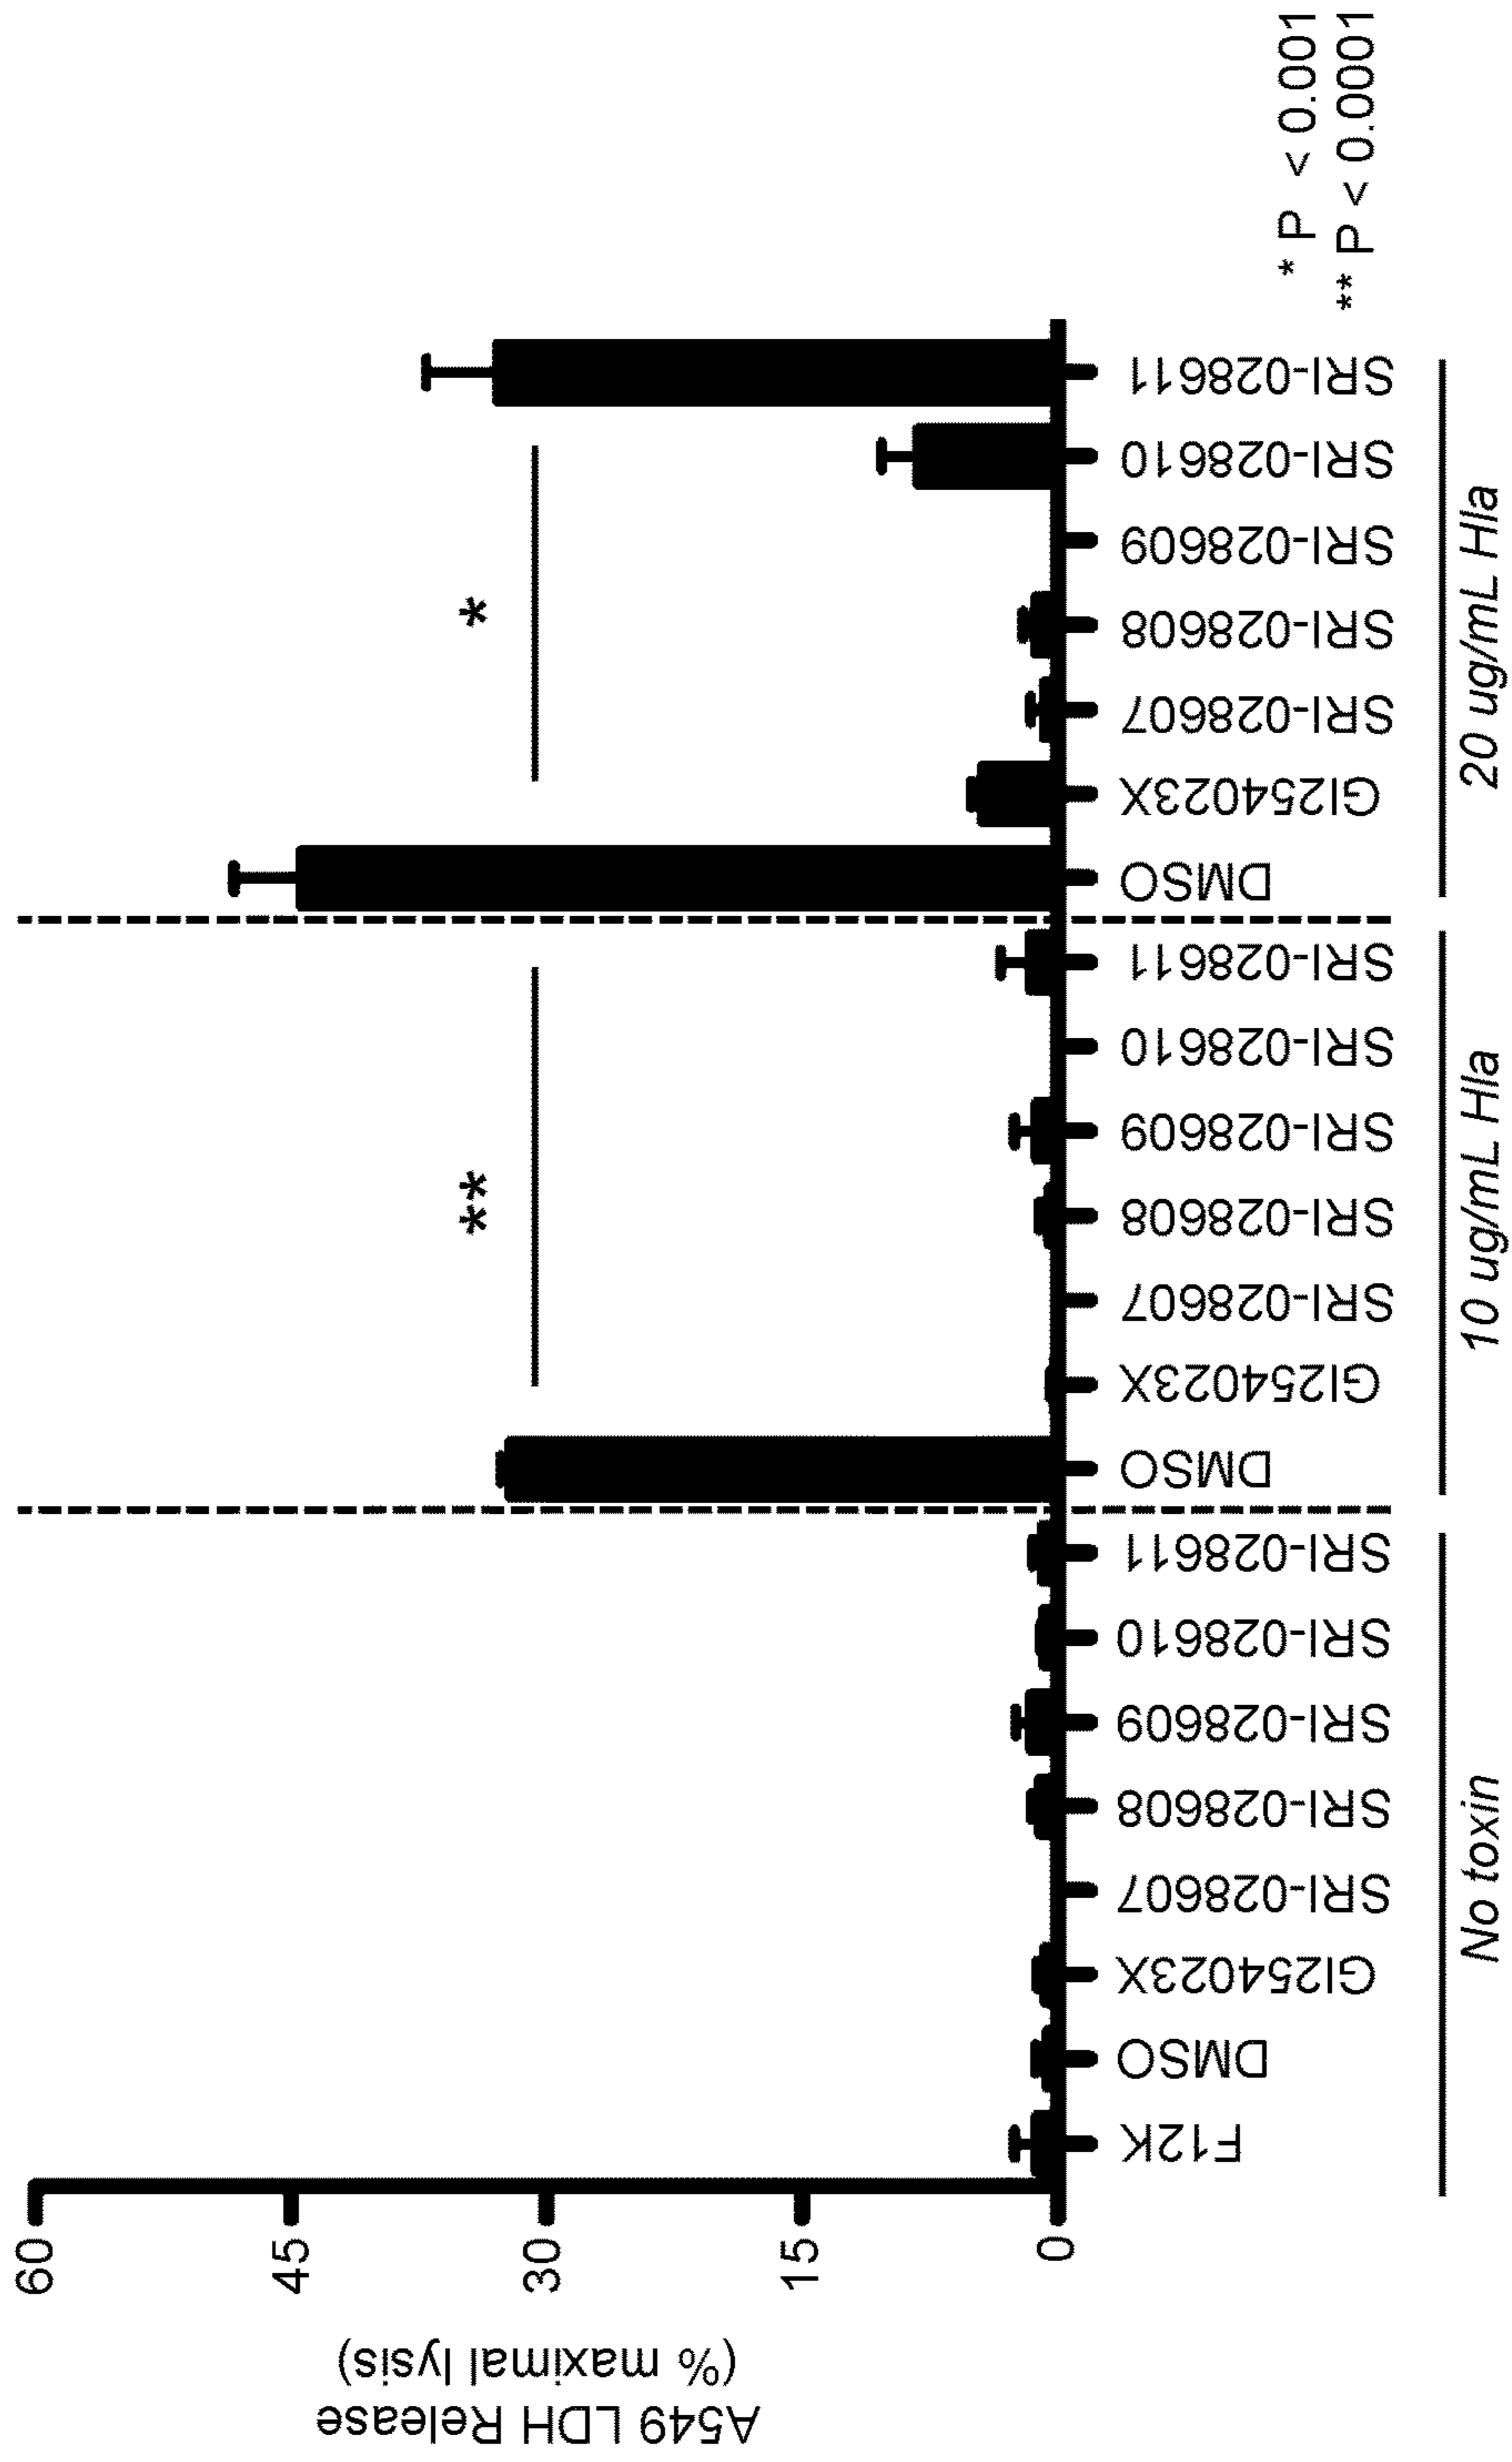 A549 LDH Release
(% maximal lysis)
60
45
30
15
0
**
*
F12K
DMSO
GI254023X
SRI-028607
SRI-028608
SRI-028609
SRI-028610
SRI-028611
DMSO
GI254023X
SRI-028607
SRI-028608
SRI-028609
SRI-028610
SRI-028611
DMSO
GI254023X
SRI-028607
SRI-028608
SRI-028609
SRI-028610
SRI-028611
No toxin
10 ug/mL Hla
20 ug/mL Hla
* P < 0.001
** P < 0.0001